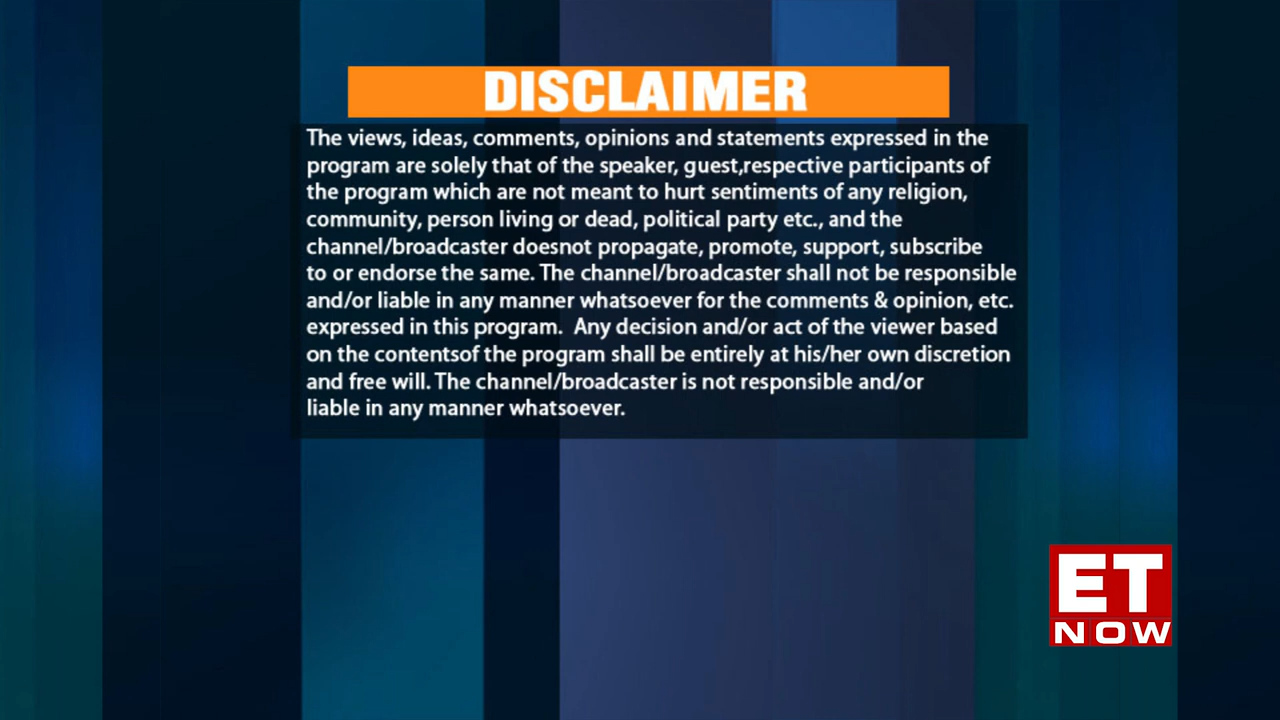 DISCLAIMER
The views, ideas, comments, opinions and statements expressed in the
program are solely that of the speaker, guest,respective participants of
the program which are not meant to hurt sentiments of any religion,
community, person living or dead, political party etc., and the
channel/broadcaster doesnot propagate, promote, support, subscribe
to or endorse the same. The channel/broadcaster shall not be responsible
and/or liable in any manner whatsoever for the comments & opinion, etc.
expressed in this program.  Any decision and/or act of the viewer based
on the contentsof the program shall be entirely at his/her own discretion
and free will. The channel/broadcaster is not responsible and/or
liable in any manner whatsoever.
ET
NOW